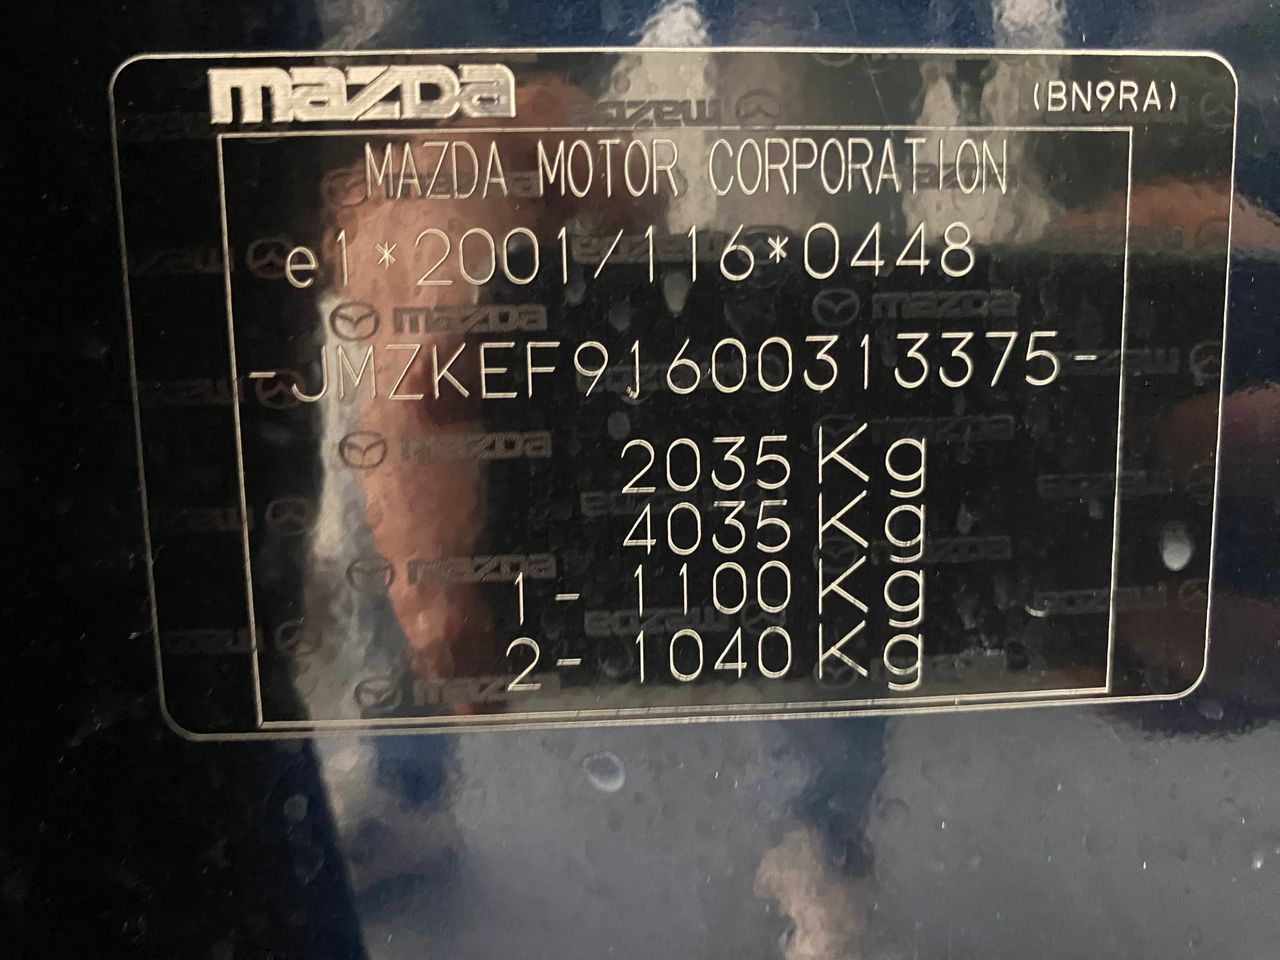 mazda (BN9RA)
MAZDA MOTOR CORPORATION
e1*2001/116*0448
-JMZKEF9J600313375-
2035 Kg
4035 Kg
1- 1100 Kg
2- 1040 Kg